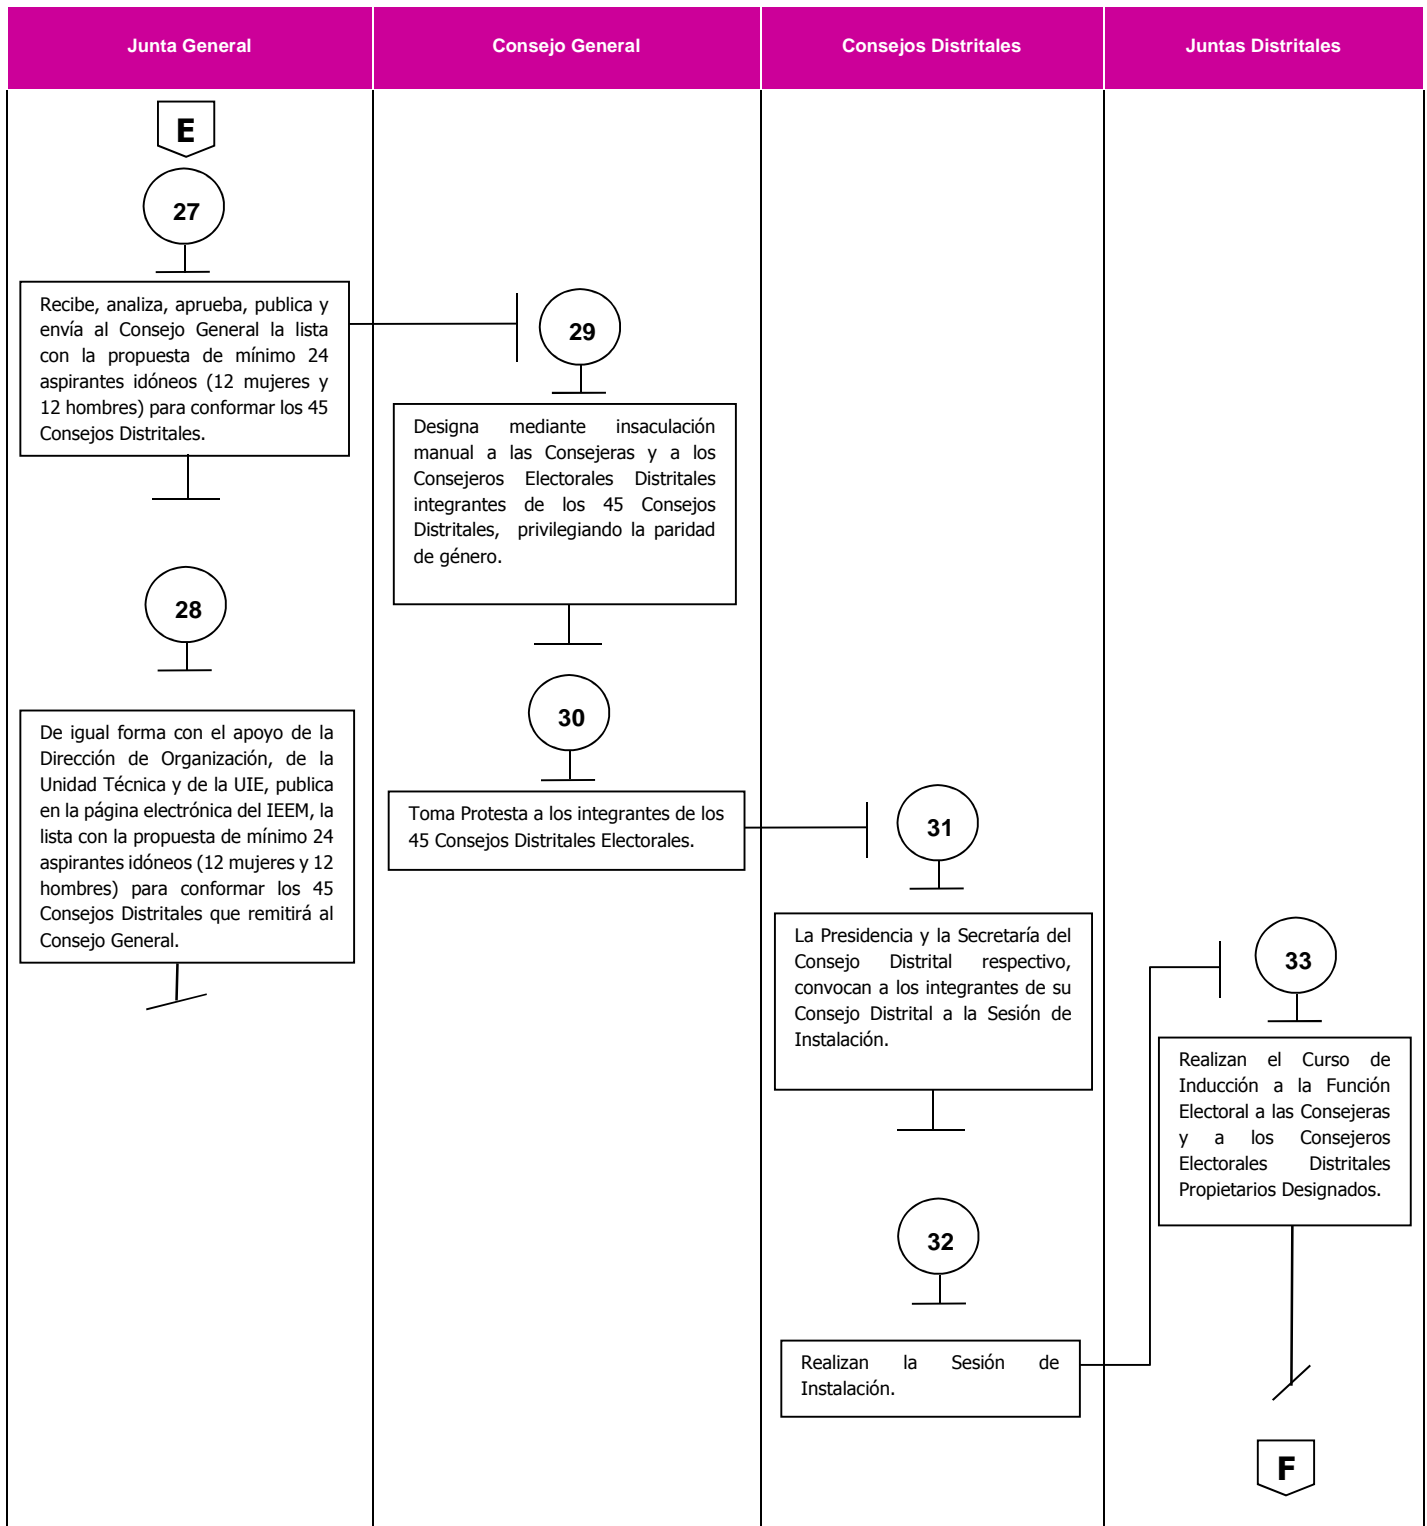 Junta General
Consejo General
Consejos Distritales
Juntas Distritales
E
27
Recibe, analiza, aprueba, publica y
envía al Consejo General la lista
con la propuesta de mínimo 24
aspirantes idóneos (12 mujeres y
12 hombres) para conformar los 45
Consejos Distritales.
28
De igual forma con el apoyo de la
Dirección de Organización, de la
Unidad Técnica y de la UIE, publica
en la página electrónica del IEEM, la
lista con la propuesta de mínimo 24
aspirantes idóneos (12 mujeres y 12
hombres) para conformar los 45
Consejos Distritales que remitirá al
Consejo General.
29
Designa mediante insaculación
manual a las Consejeras y a los
Consejeros Electorales Distritales
integrantes de los 45 Consejos
Distritales, privilegiando la paridad
de género.
30
Toma Protesta a los integrantes de los
45 Consejos Distritales Electorales.
31
La Presidencia y la Secretaría del
Consejo Distrital respectivo,
convocan a los integrantes de su
Consejo Distrital a la Sesión de
Instalación.
32
Realizan la Sesión de
Instalación.
33
Realizan el Curso de
Inducción a la Función
Electoral a las Consejeras
y a los Consejeros
Electorales Distritales
Propietarios Designados.
F